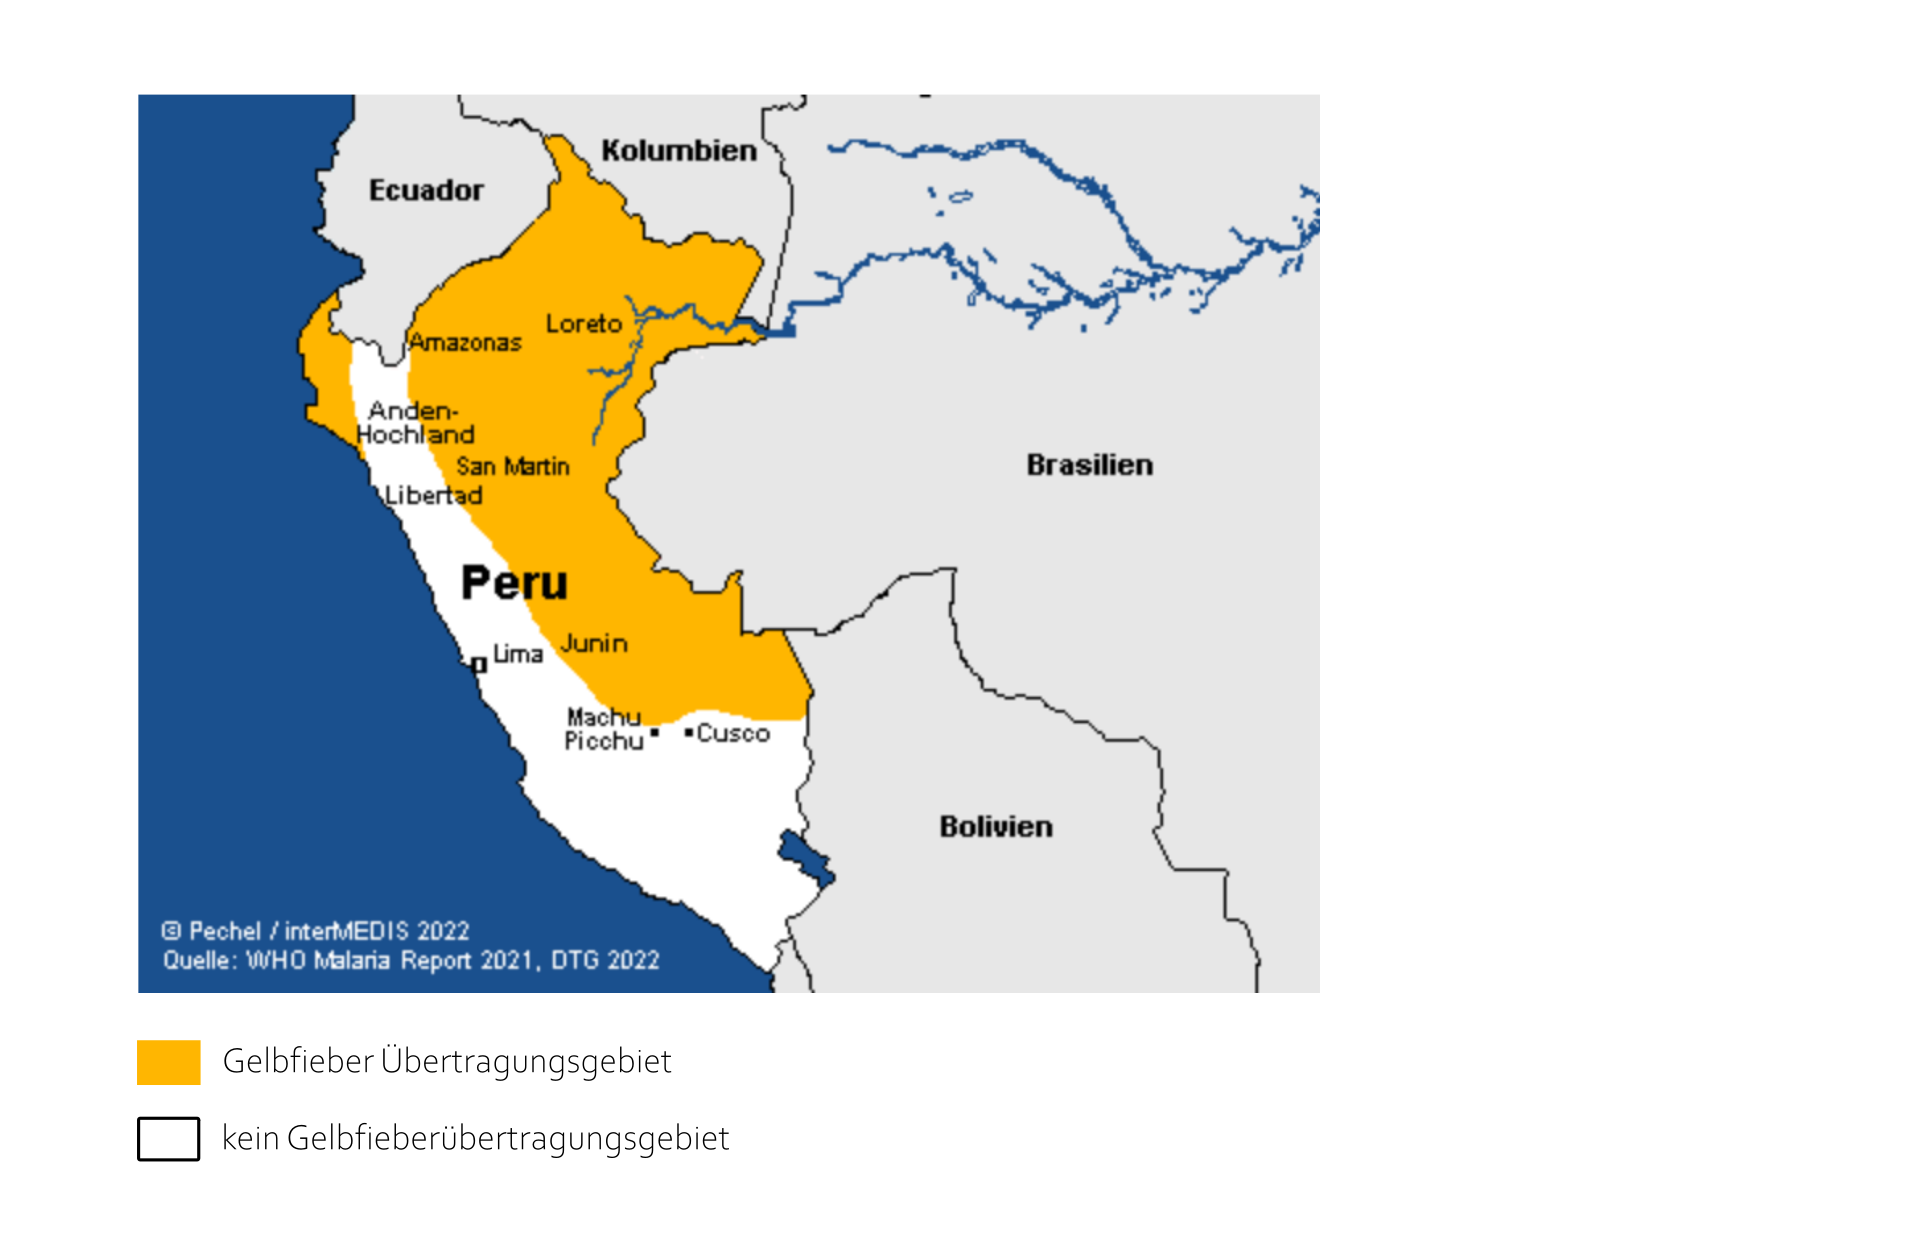 Kolumbien
Ecuador
Loreto
Amazonas
Anden-
Hochland
San Martin
Brasilien
Libertad
Peru
Junin
Lima
Machu
Picchu
Cusco
Bolivien
© Pechel / interMEDIS 2022
Quelle: WHO Malaria Report 2021, DTG 2022
Gelbfieber Übertragungsgebiet
kein Gelbfieberübertragungsgebiet